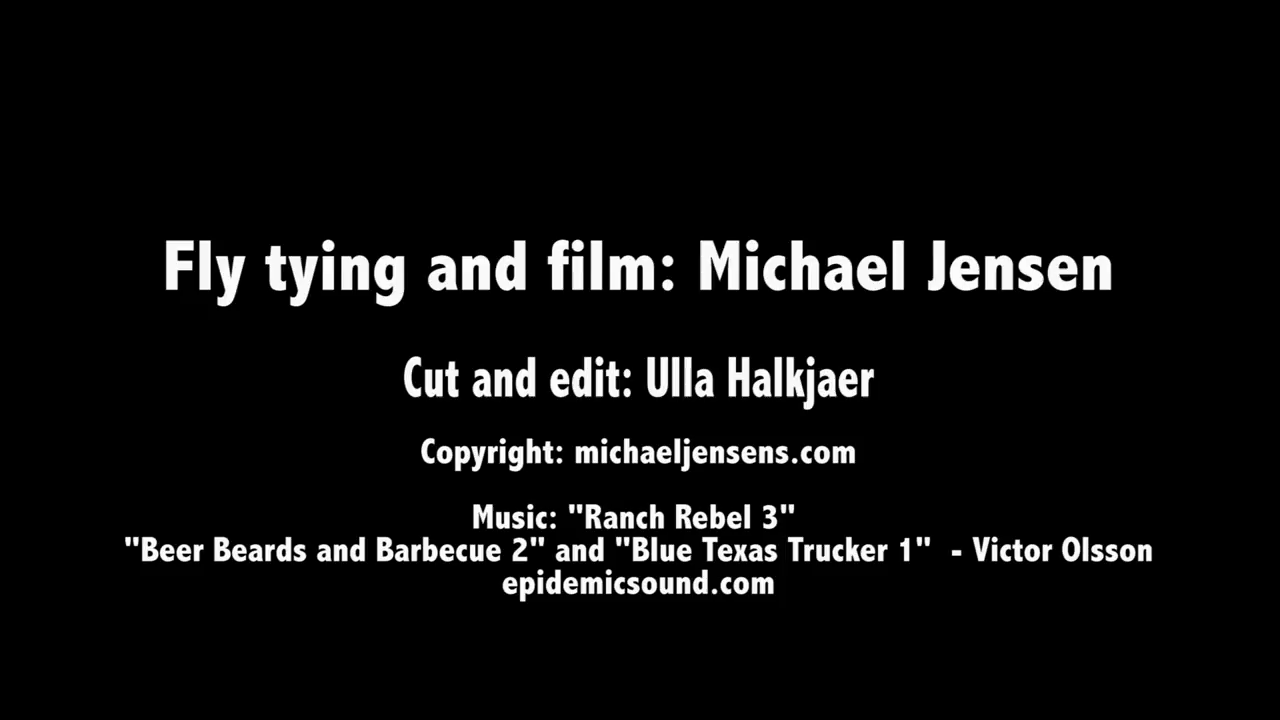 Fly tying and film: Michael Jensen
Cut and edit: Ulla Halkjaer
Copyright: michaeljensens.com
Music: "Ranch Rebel 3"
"Beer Beards and Barbecue 2" and "Blue Texas Trucker 1"  - Victor Olsson
epidemicsound.com